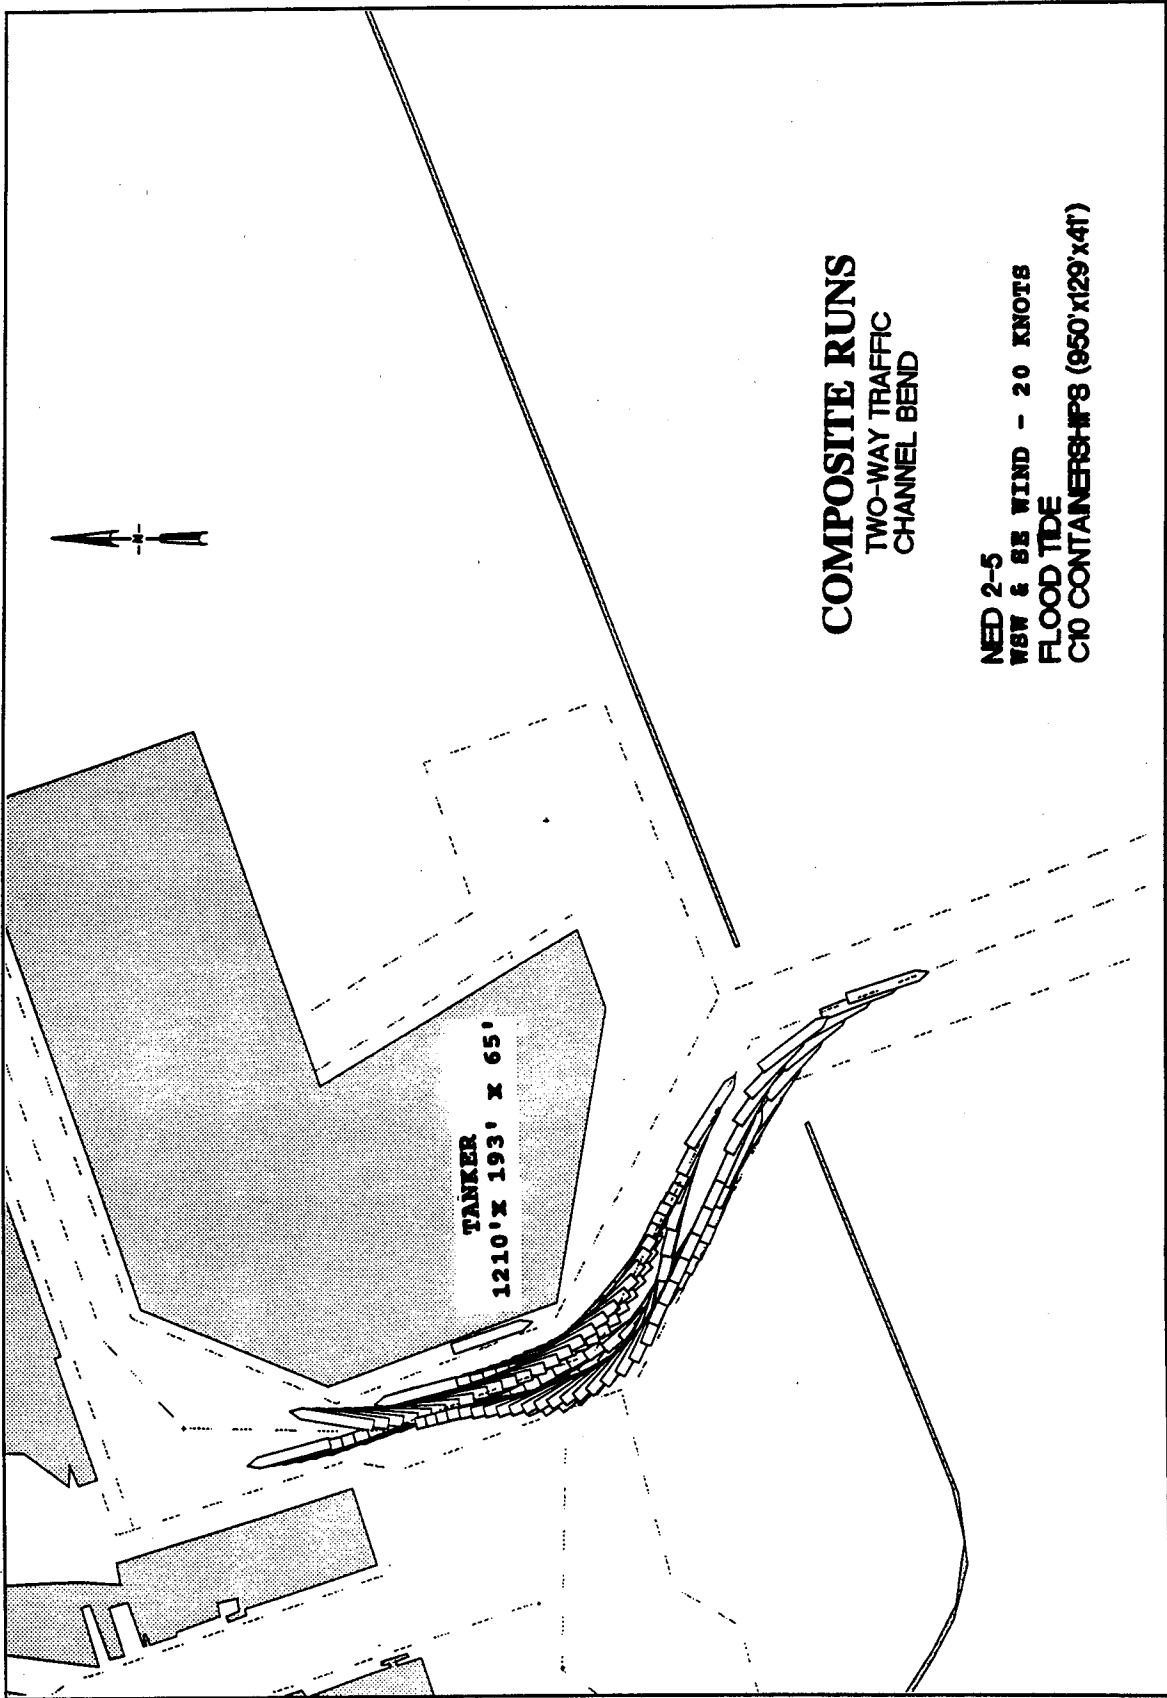 N
TANKER
1210'x 193' x 65'
COMPOSITE RUNS
TWO-WAY TRAFFIC
CHANNEL BEND
NED 2-5
WSW & SE WIND - 20 KNOTS
FLOOD TIDE
C10 CONTAINERSHIPS (950'x129'x41')